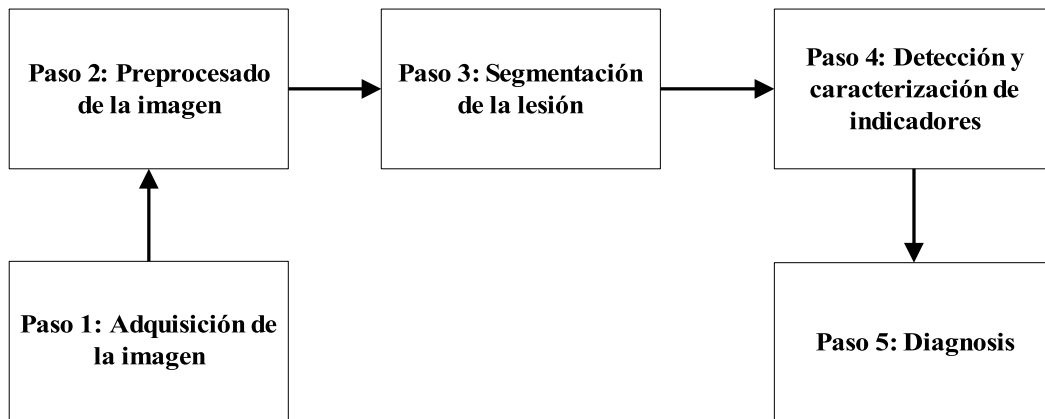 Paso 1: Adquisición de
la imagen
Paso 2: Preprocesado
de la imagen
Paso 3: Segmentación
de la lesión
Paso 4: Detección y
caracterización de
indicadores
Paso 5: Diagnosis